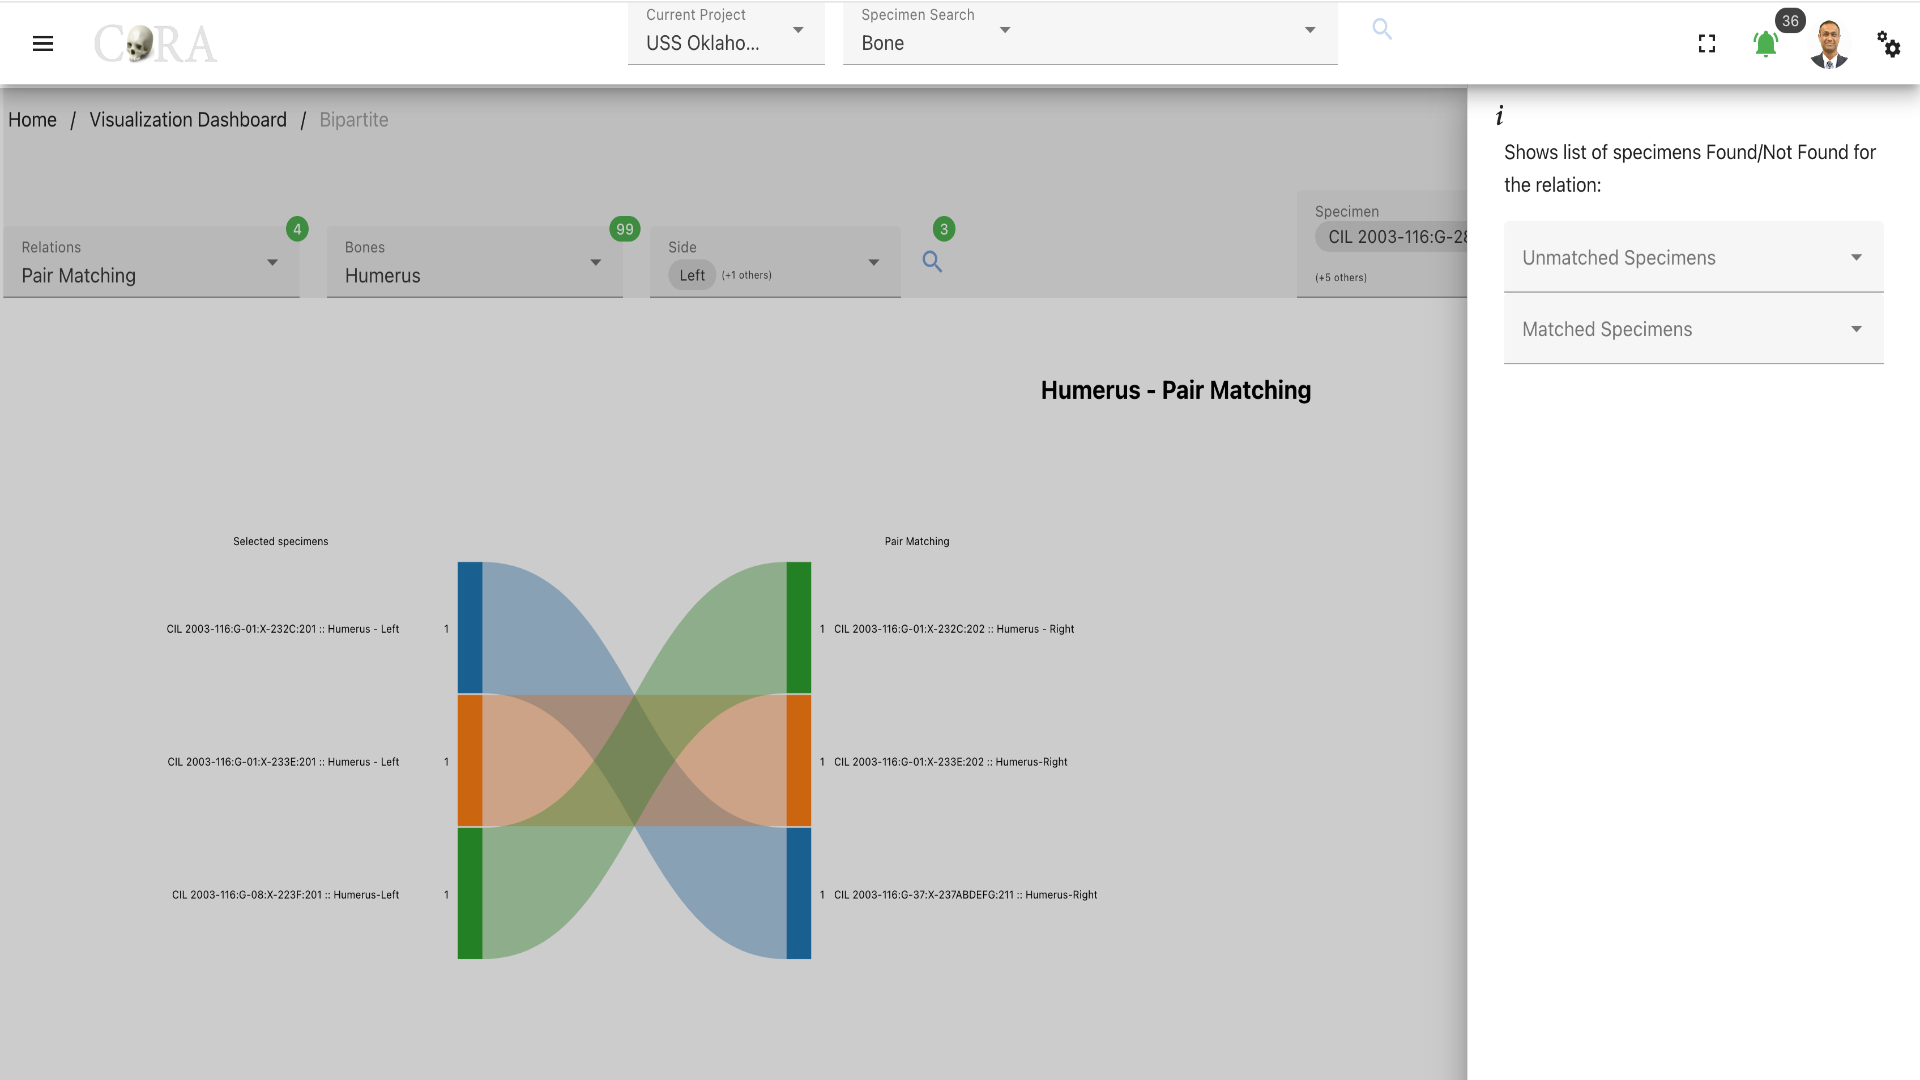 CORA
Current Project
USS Oklaho...
Specimen Search
Bone
36
Home / Visualization Dashboard / Bipartite
i
Shows list of specimens Found/Not Found for
the relation:
Relations
Pair Matching
4
Bones
Humerus
99
Side
Left (+1 others)
3
Specimen
CIL 2003-116:G-28
(+5 others)
Unmatched Specimens
Matched Specimens
Humerus - Pair Matching
Selected specimens
Pair Matching
CIL 2003-116:G-01:X-232C:201 :: Humerus - Left 1
1 CIL 2003-116:G-01:X-232C:202 :: Humerus - Right
CIL 2003-116:G-01:X-233E:201 :: Humerus - Left 1
1 CIL 2003-116:G-01:X-233E:202 :: Humerus-Right
CIL 2003-116:G-08:X-223F:201 :: Humerus-Left 1
1 CIL 2003-116:G-37:X-237ABDEFG:211 :: Humerus-Right